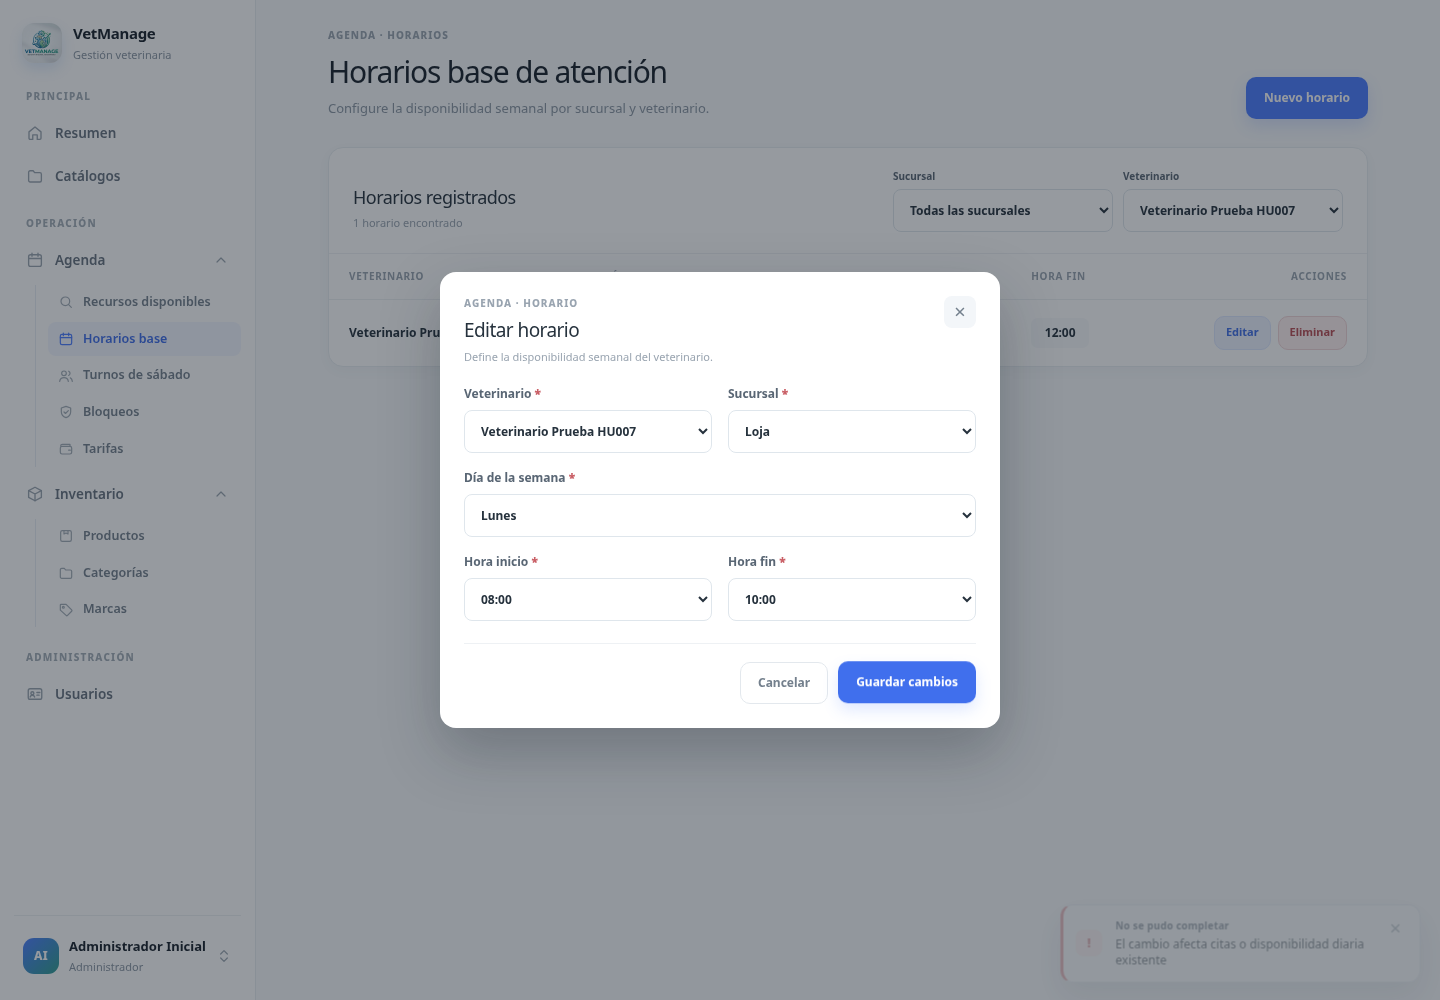 VetManage
Gestión veterinaria
PRINCIPAL
Resumen
Catálogos
OPERACIÓN
Agenda
Recursos disponibles
Horarios base
Turnos de sábado
Bloqueos
Tarifas
Inventario
Productos
Categorías
Marcas
ADMINISTRACIÓN
Usuarios
AI
Administrador Inicial
Administrador
AGENDA · HORARIOS
Horarios base de atención
Configure la disponibilidad semanal por sucursal y veterinario.
Nuevo horario
Horarios registrados
1 horario encontrado
Sucursal
Todas las sucursales
Veterinario
Veterinario Prueba HU007
VETERINARIO
HORA FIN
ACCIONES
Veterinario Pru
12:00
Editar
Eliminar
AGENDA · HORARIO
Editar horario
Define la disponibilidad semanal del veterinario.
Veterinario *
Veterinario Prueba HU007
Sucursal *
Loja
Día de la semana *
Lunes
Hora inicio *
08:00
Hora fin *
10:00
Cancelar
Guardar cambios
No se pudo completar
El cambio afecta citas o disponibilidad diaria
existente